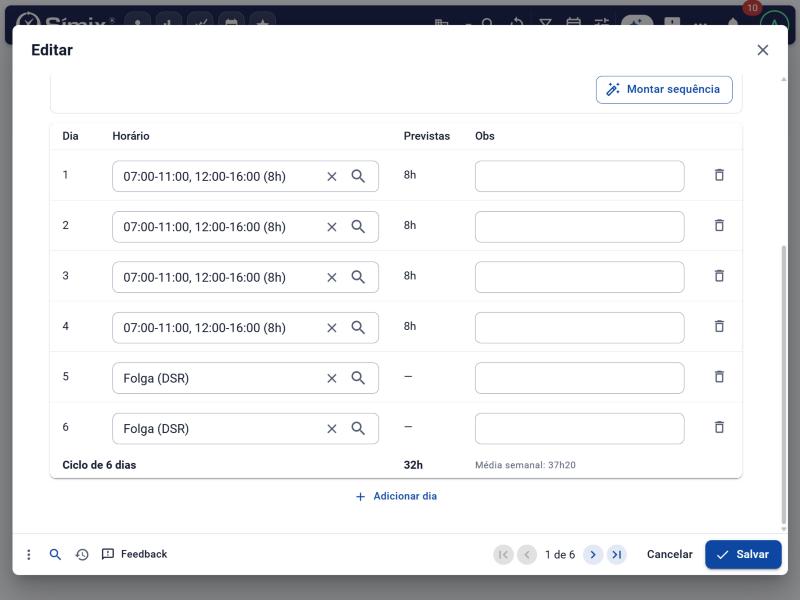 Símix®
10
Editar
Montar sequência
Dia Horário Previstas Obs
1 07:00-11:00, 12:00-16:00 (8h) 8h
2 07:00-11:00, 12:00-16:00 (8h) 8h
3 07:00-11:00, 12:00-16:00 (8h) 8h
4 07:00-11:00, 12:00-16:00 (8h) 8h
5 Folga (DSR) –
6 Folga (DSR) –
Ciclo de 6 dias 32h Média semanal: 37h20
+ Adicionar dia
Feedback 1 de 6 Cancelar Salvar